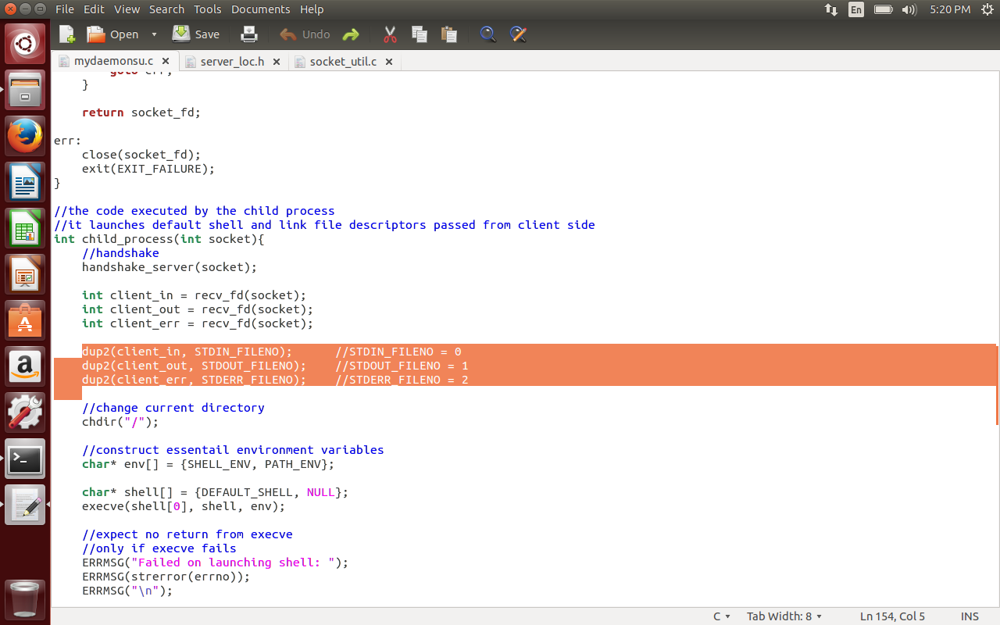 File Edit View Search Tools Documents Help
En
5:20 PM
Open
Save
Undo
mydaemonsu.c
server_loc.h
socket_util.c
goto err;
}
return socket_fd;
err:
close(socket_fd);
exit(EXIT_FAILURE);
}
//the code executed by the child process
//it launches default shell and link file descriptors passed from client side
int child_process(int socket){
//handshake
handshake_server(socket);
int client_in = recv_fd(socket);
int client_out = recv_fd(socket);
int client_err = recv_fd(socket);
dup2(client_in, STDIN_FILENO); //STDIN_FILENO = 0
dup2(client_out, STDOUT_FILENO); //STDOUT_FILENO = 1
dup2(client_err, STDERR_FILENO); //STDERR_FILENO = 2
//change current directory
chdir("/");
//construct essentail environment variables
char* env[] = {SHELL_ENV, PATH_ENV};
char* shell[] = {DEFAULT_SHELL, NULL};
execve(shell[0], shell, env);
//expect no return from execve
//only if execve fails
ERRMSG("Failed on launching shell: ");
ERRMSG(strerror(errno));
ERRMSG("\n");
C
Tab Width: 8
Ln 154, Col 5
INS